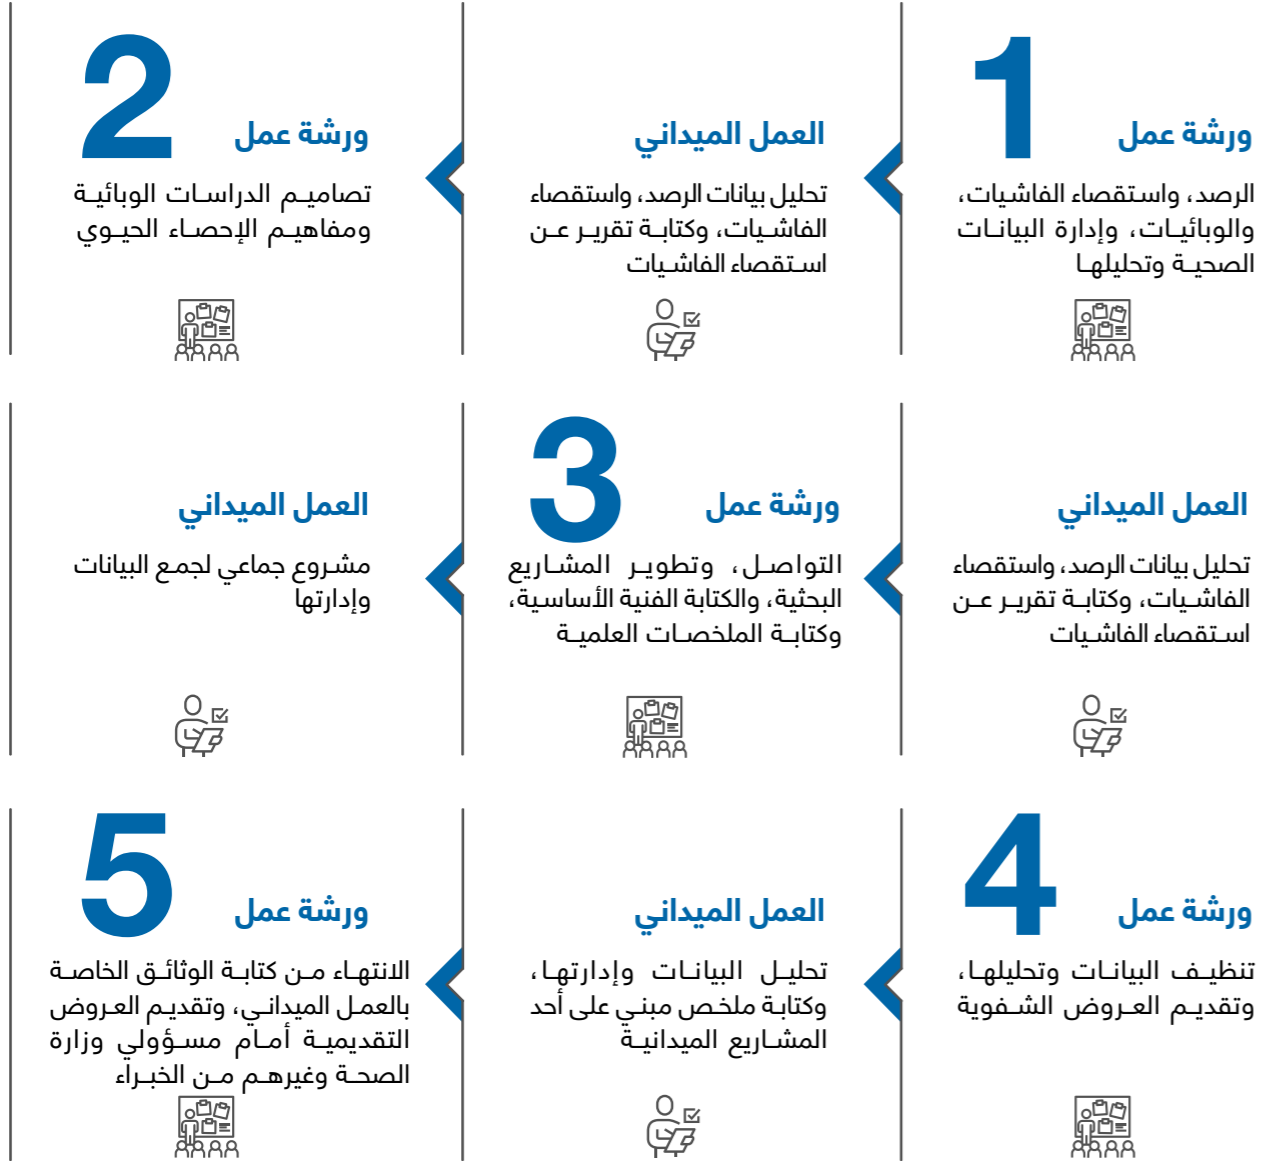 1
ورشة عمل
الرصد، واستقصاء الفاشيات،
والوبائيات، وإدارة البيانات
الصحية وتحليلها
العمل الميداني
تحليل بيانات الرصد، واستقصاء
الفاشيات، وكتابة تقرير عن
استقصاء الفاشيات
2
ورشة عمل
تصاميم الدراسات الوبائية
ومفاهيم الإحصاء الحيوي
العمل الميداني
تحليل بيانات الرصد، واستقصاء
الفاشيات، وكتابة تقرير عن
استقصاء الفاشيات
3
ورشة عمل
التواصل، وتطوير المشاريع
البحثية، والكتابة الفنية الأساسية،
وكتابة الملخصات العلمية
العمل الميداني
مشروع جماعي لجمع البيانات
وإدارتها
4
ورشة عمل
تنظيف البيانات وتحليلها،
وتقديم العروض الشفوية
العمل الميداني
تحليل البيانات وإدارتها،
وكتابة ملخص مبني على أحد
المشاريع الميدانية
5
ورشة عمل
الانتهاء من كتابة الوثائق الخاصة
بالعمل الميداني، وتقديم العروض
التقديمية أمام مسؤولي وزارة
الصحة وغيرهم من الخبراء